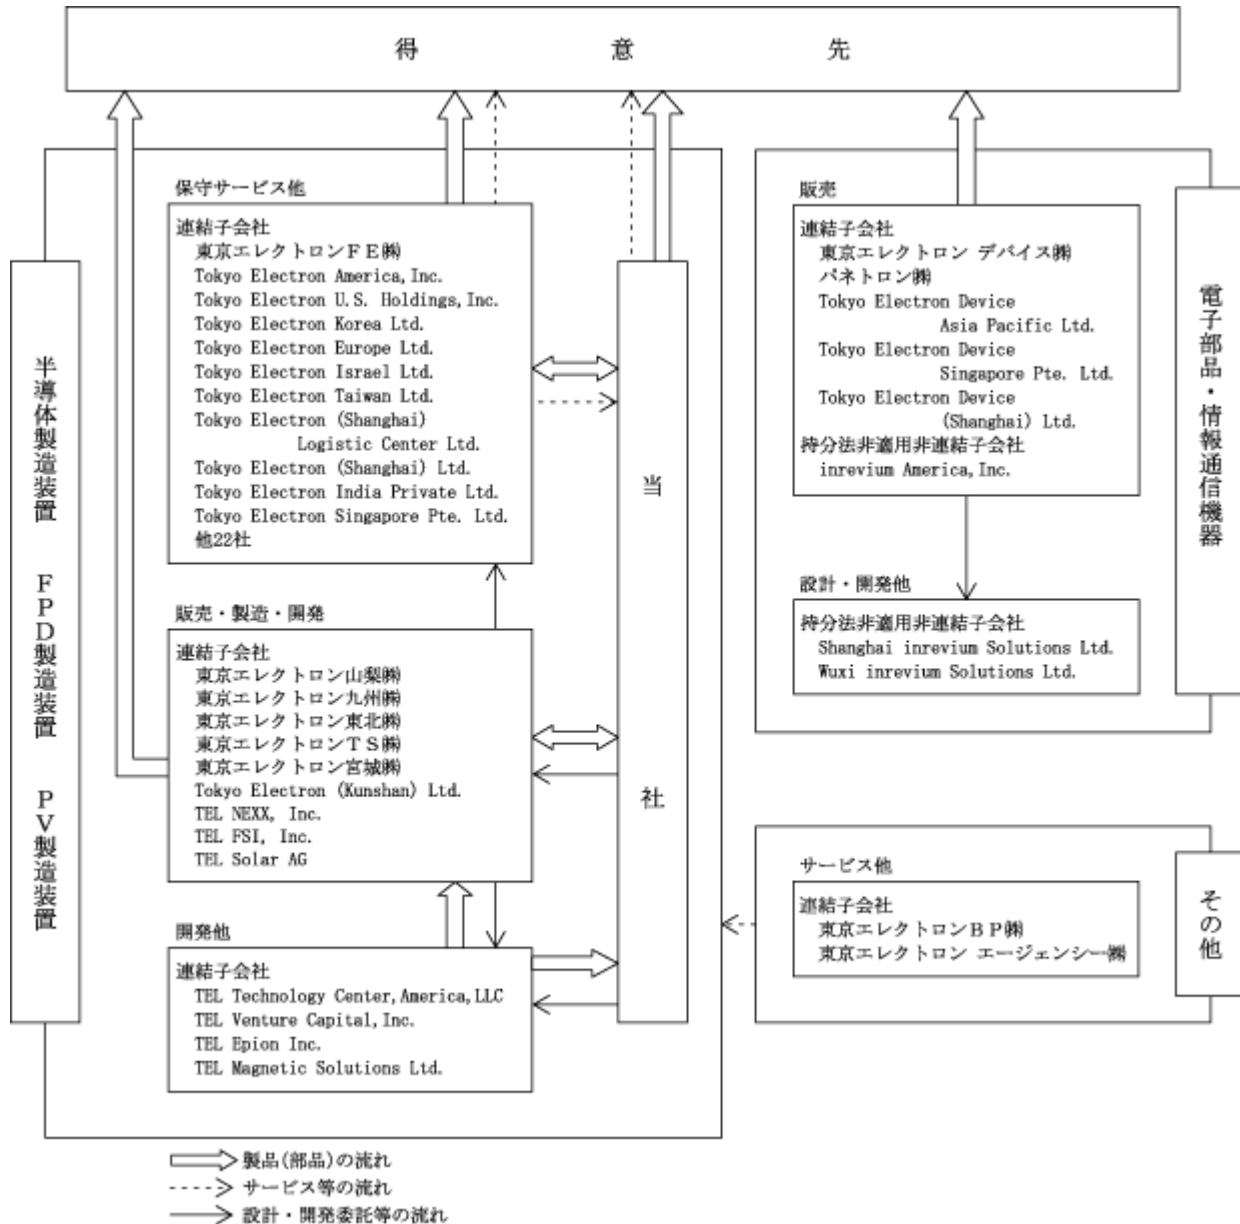 得意先
保守サービス他
連結子会社
東京エレクトロンFE㈱
Tokyo Electron America,Inc.
Tokyo Electron U.S. Holdings,Inc.
Tokyo Electron Korea Ltd.
Tokyo Electron Europe Ltd.
Tokyo Electron Israel Ltd.
Tokyo Electron Taiwan Ltd.
Tokyo Electron (Shanghai)
Logistic Center Ltd.
Tokyo Electron (Shanghai) Ltd.
Tokyo Electron India Private Ltd.
Tokyo Electron Singapore Pte. Ltd.
他22社
販売・製造・開発
連結子会社
東京エレクトロン山梨㈱
東京エレクトロン九州㈱
東京エレクトロン東北㈱
東京エレクトロンTS㈱
東京エレクトロン宮城㈱
Tokyo Electron (Kunshan) Ltd.
TEL NEXX, Inc.
TEL FSI, Inc.
TEL Solar AG
開発他
連結子会社
TEL Technology Center,America,LLC
TEL Venture Capital,Inc.
TEL Epion Inc.
TEL Magnetic Solutions Ltd.
半導体製造装置 FPD製造装置 PV製造装置
当社
販売
連結子会社
東京エレクトロン デバイス㈱
パネトロン㈱
Tokyo Electron Device
Asia Pacific Ltd.
Tokyo Electron Device
Singapore Pte. Ltd.
Tokyo Electron Device
(Shanghai) Ltd.
持分法非適用非連結子会社
inrevium America,Inc.
設計・開発他
持分法非適用非連結子会社
Shanghai inrevium Solutions Ltd.
Wuxi inrevium Solutions Ltd.
電子部品・情報通信機器
サービス他
連結子会社
東京エレクトロンBP㈱
東京エレクトロン エージェンシー㈱
その他
製品(部品)の流れ
サービス等の流れ
設計・開発委託等の流れ